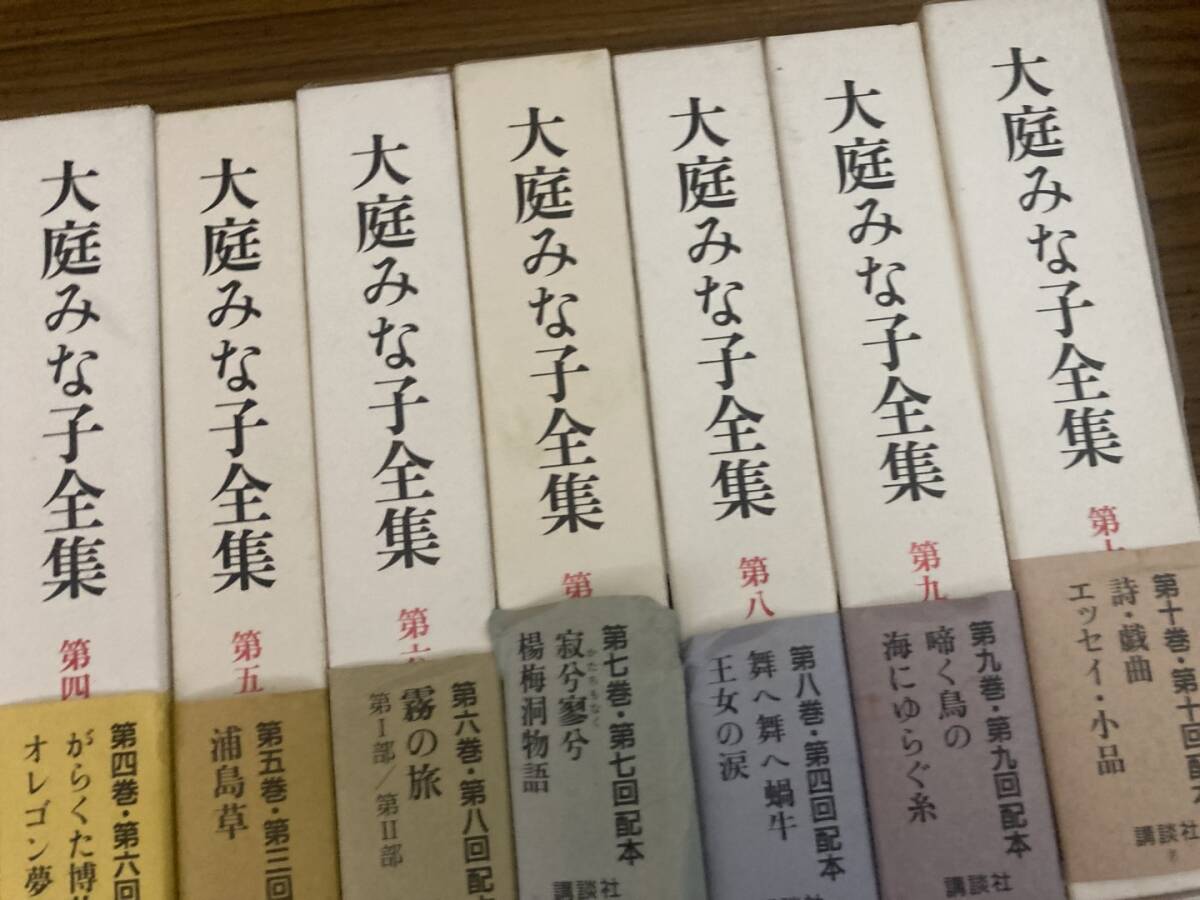 大庭みな子全集
第四
第四巻・第六回
がらくた博
オレゴン夢
大庭みな子全集
第五
第五巻・第三回
浦島草
大庭みな子全集
第六
第六巻・第八回配
霧の旅
第Ⅰ部/第Ⅱ部
大庭みな子全集
第
第七巻・第七回配本
寂兮寥兮
かたちもなく
楊梅洞物語
講談社
大庭みな子全集
第八
第八巻・第四回配本
舞へ舞へ蝸牛
王女の涙
大庭みな子全集
第九
第九巻・第九回配本
啼く鳥の
海にゆらぐ糸
講談社
大庭みな子全集
第十
第十巻・第十回配本
詩・戯曲
エッセイ・小品
講談社